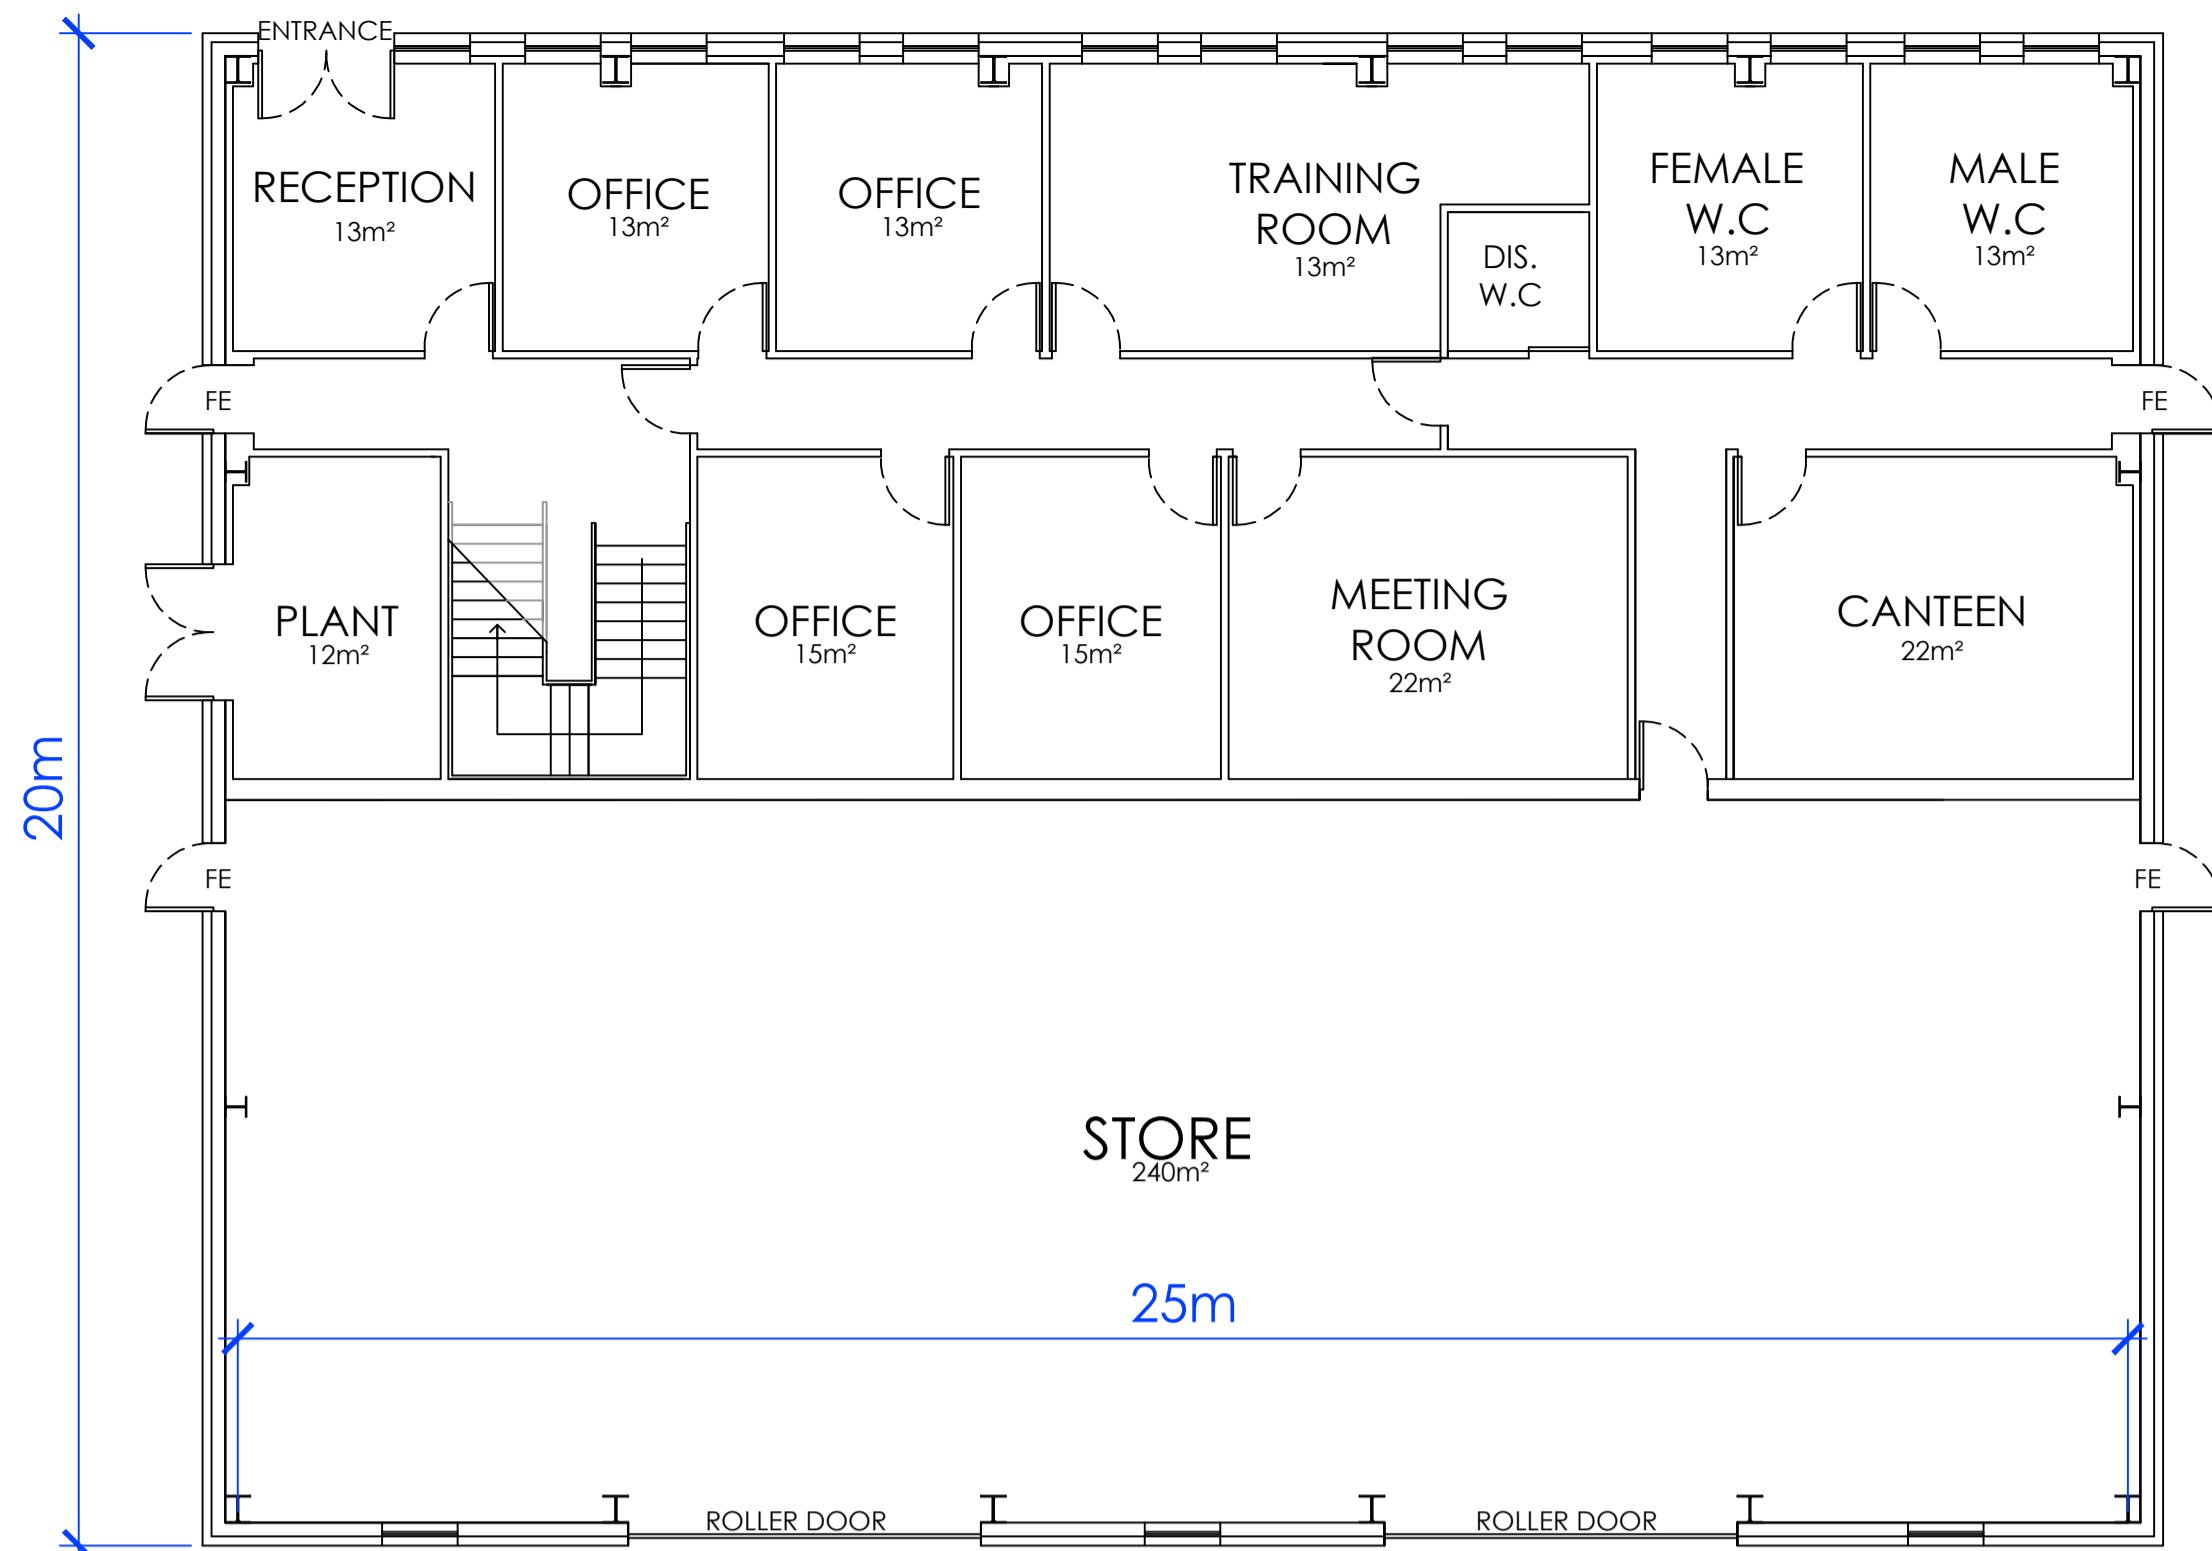 ENTRANCE
RECEPTION
13m²
OFFICE
13m²
OFFICE
13m²
TRAINING
ROOM
13m²
DIS.
W.C
FEMALE
W.C
13m²
MALE
W.C
13m²
FE
FE
PLANT
12m²
OFFICE
15m²
OFFICE
15m²
MEETING
ROOM
22m²
CANTEEN
22m²
20m
FE
FE
STORE
240m²
25m
ROLLER DOOR
ROLLER DOOR